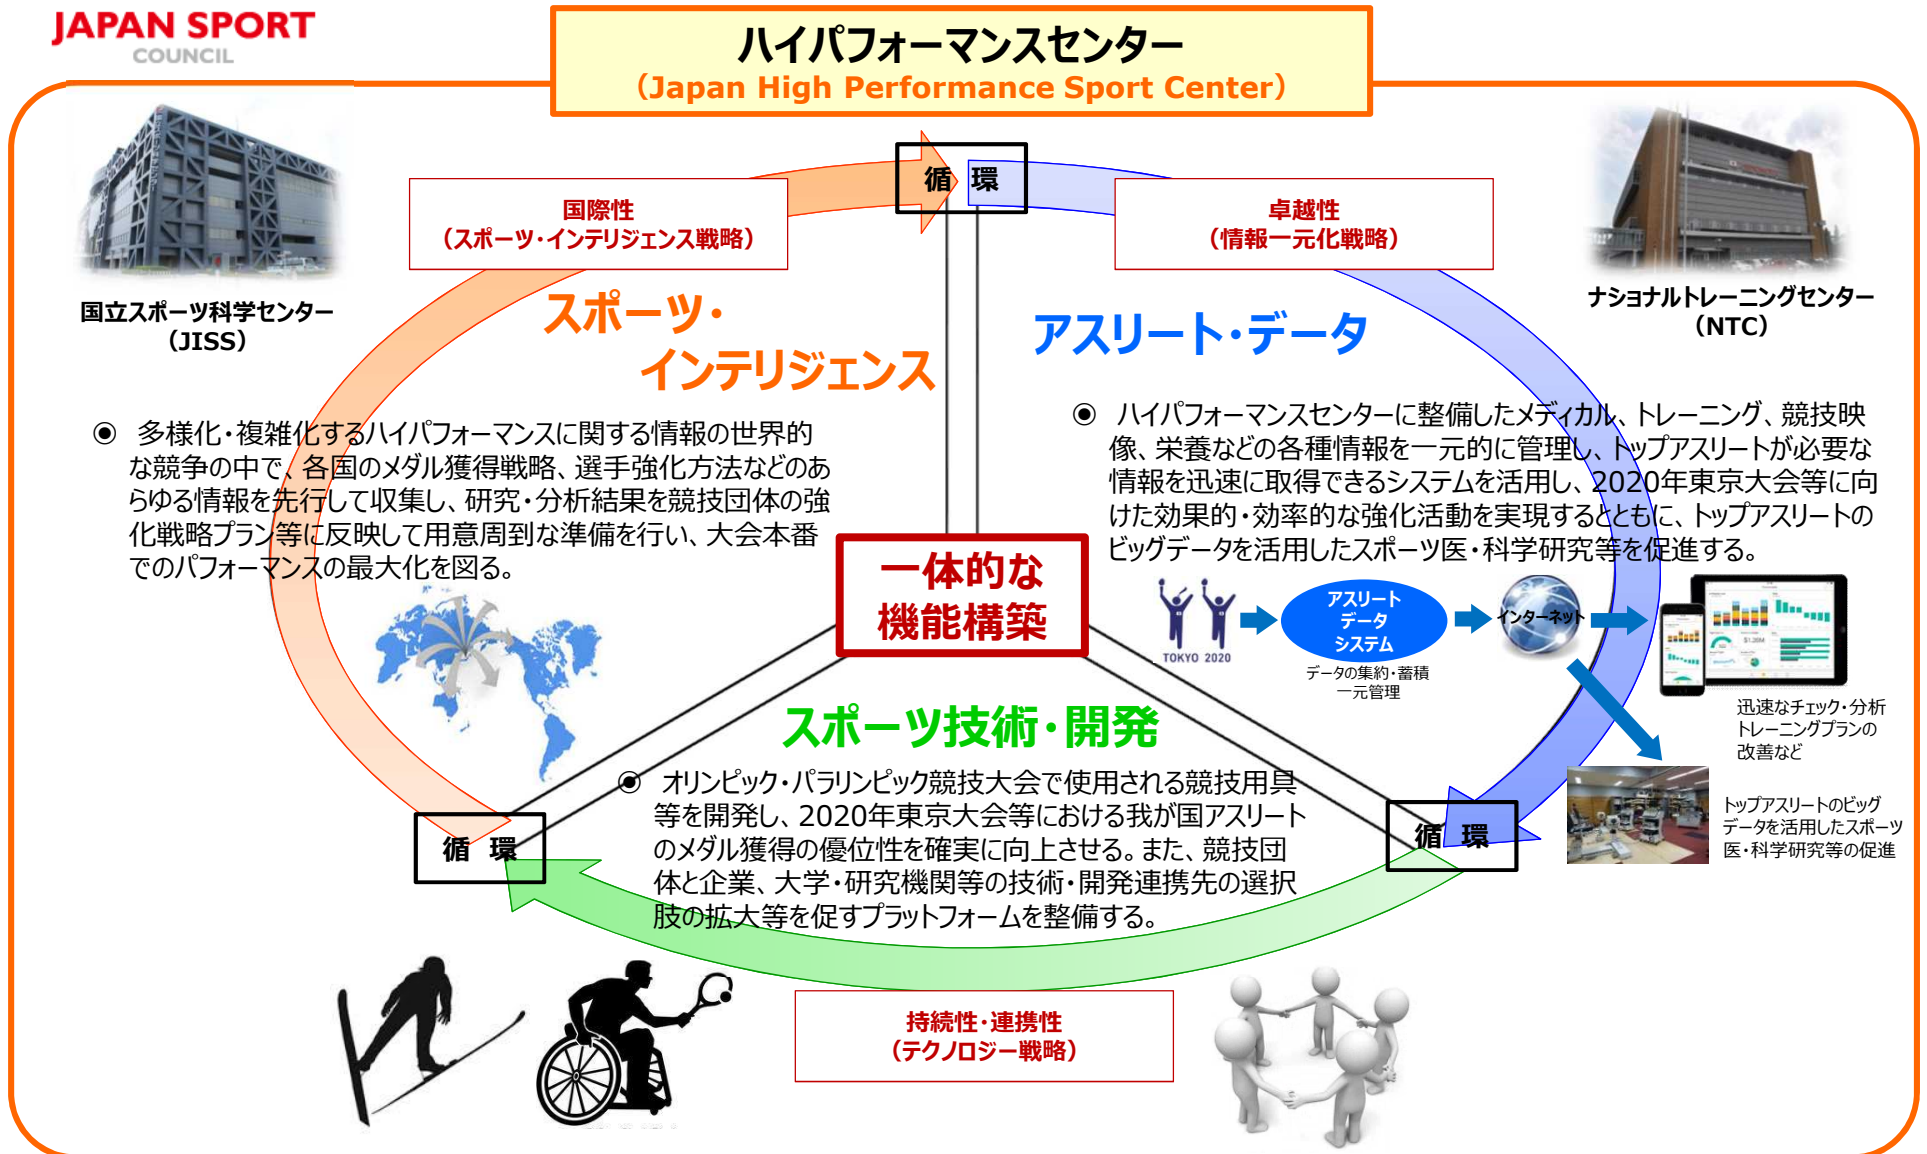 JAPAN SPORT
COUNCIL
ハイパフォーマンスセンター
（Japan High Performance Sport Center）
国立スポーツ科学センター
（JISS）
ナショナルトレーニングセンター
（NTC）
循 環
国際性
（スポーツ・インテリジェンス戦略）
卓越性
（情報一元化戦略）
スポーツ・
インテリジェンス
◉ 多様化・複雑化するハイパフォーマンスに関する情報の世界的
な競争の中で、各国のメダル獲得戦略、選手強化方法などのあ
らゆる情報を先行して収集し、研究・分析結果を競技団体の強
化戦略プラン等に反映して用意周到な準備を行い、大会本番
でのパフォーマンスの最大化を図る。
アスリート・データ
◉ ハイパフォーマンスセンターに整備したメディカル、トレーニング、競技映
像、栄養などの各種情報を一元的に管理し、トップアスリートが必要な
情報を迅速に取得できるシステムを活用し、2020年東京大会等に向
けた効果的・効率的な強化活動を実現するとともに、トップアスリートの
ビッグデータを活用したスポーツ医・科学研究等を促進する。
一体的な
機能構築
TOKYO 2020
アスリート
データ
システム
データの集約・蓄積
一元管理
インターネット
迅速なチェック・分析
トレーニングプランの
改善など
トップアスリートのビッグ
データを活用したスポーツ
医・科学研究等の促進
スポーツ技術・開発
◉ オリンピック・パラリンピック競技大会で使用される競技用具
等を開発し、2020年東京大会等における我が国アスリート
のメダル獲得の優位性を確実に向上させる。また、競技団
体と企業、大学・研究機関等の技術・開発連携先の選択
肢の拡大等を促すプラットフォームを整備する。
循 環
循 環
持続性・連携性
（テクノロジー戦略）